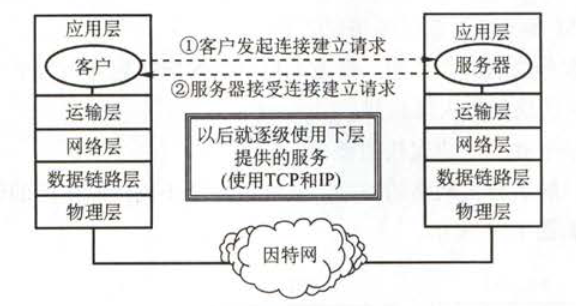 应用层
客户
运输层
网络层
数据链路层
物理层
①客户发起连接建立请求
②服务器接受连接建立请求
以后就逐级使用下层
提供的服务
(使用TCP和IP)
因特网
应用层
服务器
运输层
网络层
数据链路层
物理层